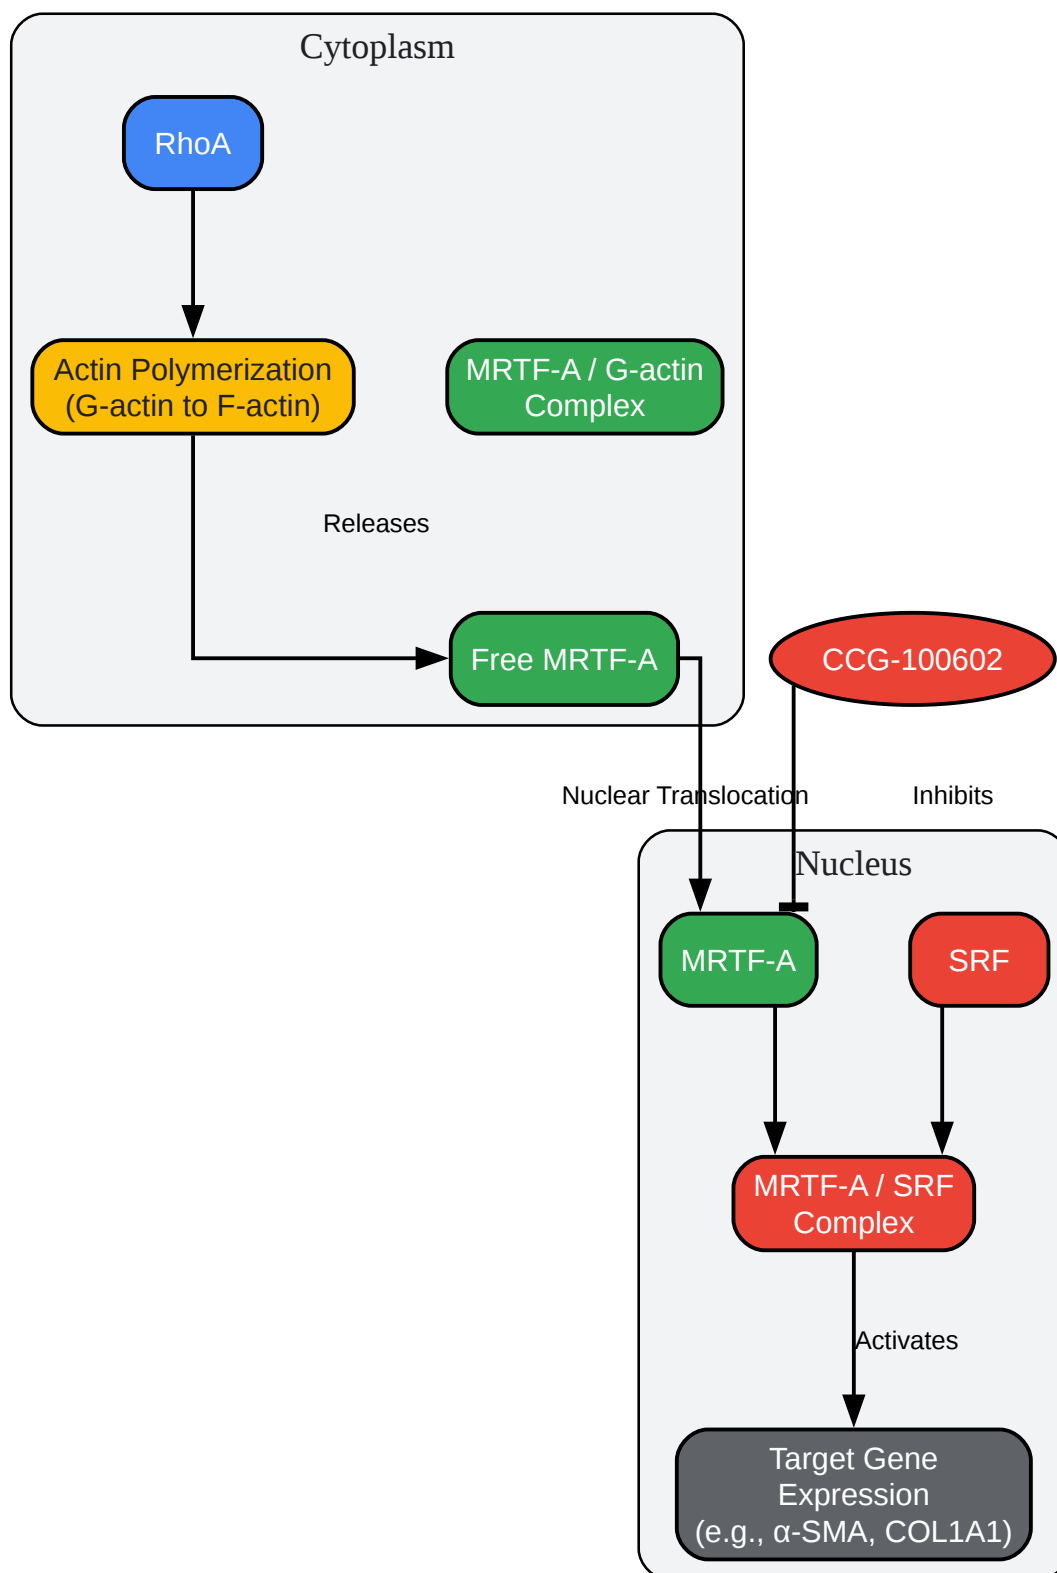 Cytoplasm
RhoA
Actin Polymerization
(G-actin to F-actin)
MRTF-A / G-actin
Complex
Releases
Free MRTF-A
CCG-100602
Nuclear Translocation
Inhibits
Nucleus
MRTF-A
SRF
MRTF-A / SRF
Complex
Activates
Target Gene
Expression
(e.g., α-SMA, COL1A1)